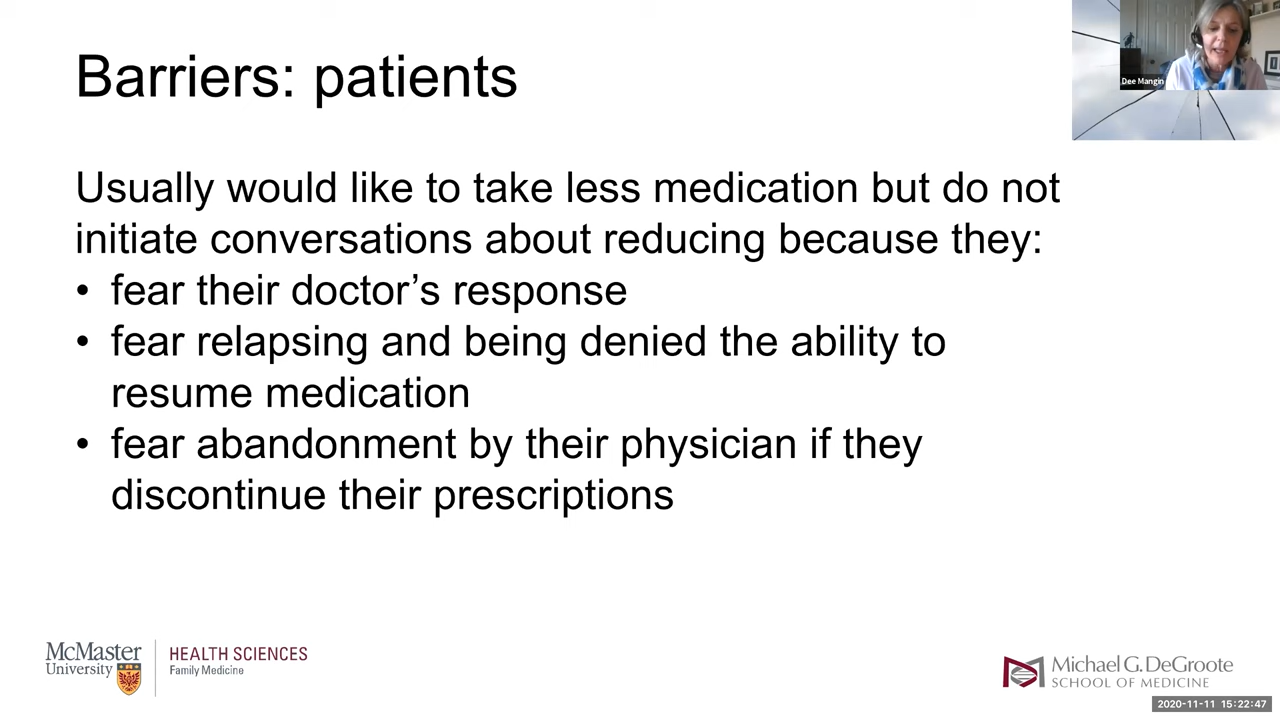 Barriers: patients
Dee Mangin
Usually would like to take less medication but do not
initiate conversations about reducing because they:
• fear their doctor’s response
• fear relapsing and being denied the ability to
resume medication
• fear abandonment by their physician if they
discontinue their prescriptions
McMaster
University
HEALTH SCIENCES
Family Medicine
Michael G. DeGroote
SCHOOL OF MEDICINE
2020-11-11 15:22:47